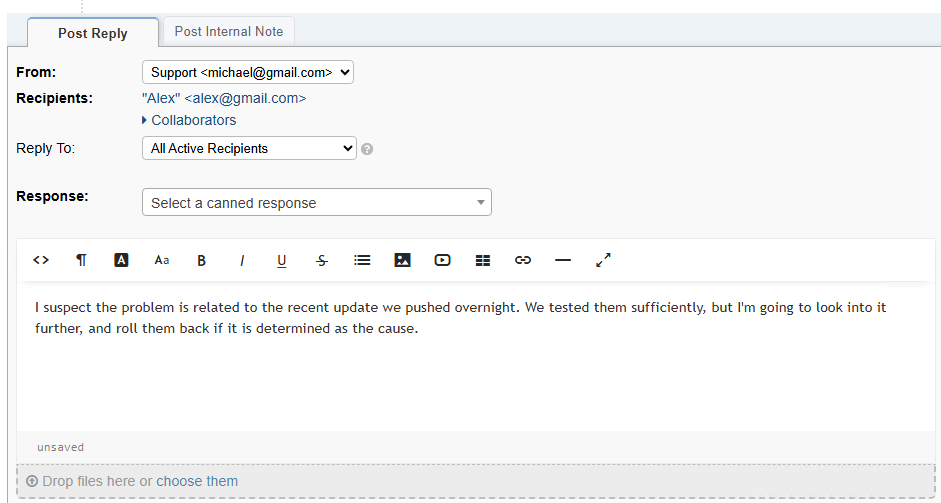 Post Reply Post Internal Note
From: Support <michael@gmail.com>
Recipients: "Alex" <alex@gmail.com>
Collaborators
Reply To: All Active Recipients ?
Response: Select a canned response
<> ¶ A Aa B I U S
I suspect the problem is related to the recent update we pushed overnight. We tested them sufficiently, but I'm going to look into it
further, and roll them back if it is determined as the cause.
unsaved
Drop files here or choose them